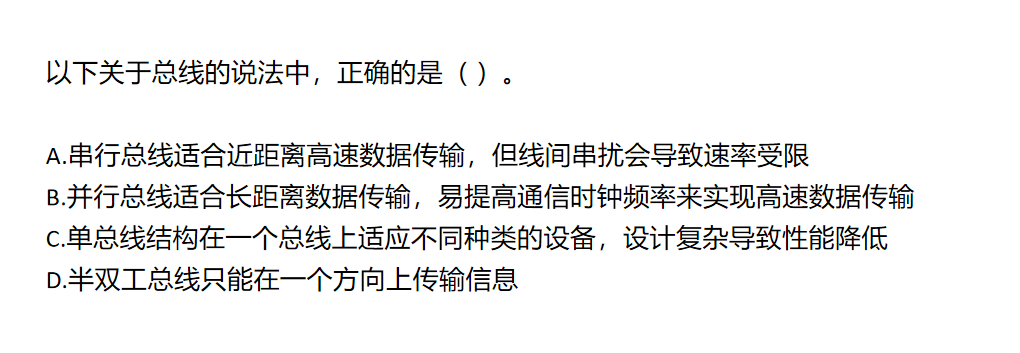 以下关于总线的说法中，正确的是（ ）。
A.串行总线适合近距离高速数据传输，但线间串扰会导致速率受限
B.并行总线适合长距离数据传输，易提高通信时钟频率来实现高速数据传输
C.单总线结构在一个总线上适应不同种类的设备，设计复杂导致性能降低
D.半双工总线只能在一个方向上传输信息